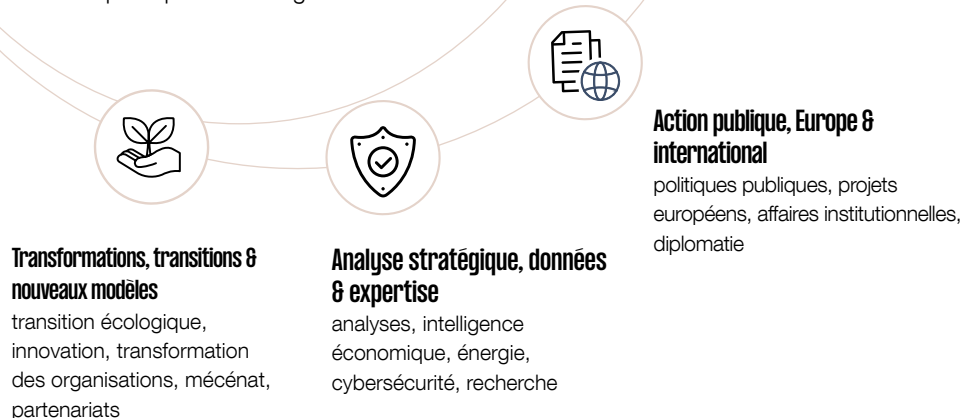 Action publique, Europe &
international
politiques publiques, projets
européens, affaires institutionnelles,
diplomatie
Transformations, transitions &
nouveaux modèles
transition écologique,
innovation, transformation
des organisations, mécénat,
partenariats
Analyse stratégique, données
& expertise
analyses, intelligence
économique, énergie,
cybersécurité, recherche